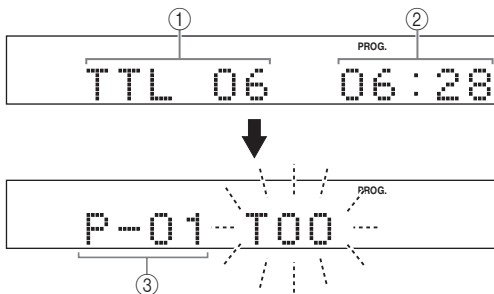 ① ②
PROG.
TTL 06 06:28
PROG.
P-01 T00
③